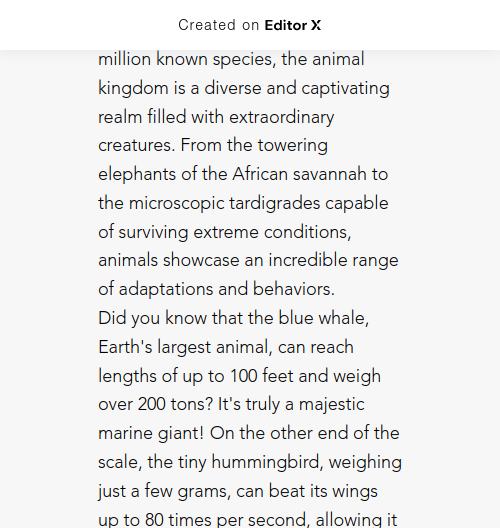 Created on Editor X
million known species, the animal
kingdom is a diverse and captivating
realm filled with extraordinary
creatures. From the towering
elephants of the African savannah to
the microscopic tardigrades capable
of surviving extreme conditions,
animals showcase an incredible range
of adaptations and behaviors.
Did you know that the blue whale,
Earth's largest animal, can reach
lengths of up to 100 feet and weigh
over 200 tons? It's truly a majestic
marine giant! On the other end of the
scale, the tiny hummingbird, weighing
just a few grams, can beat its wings
up to 80 times per second, allowing it